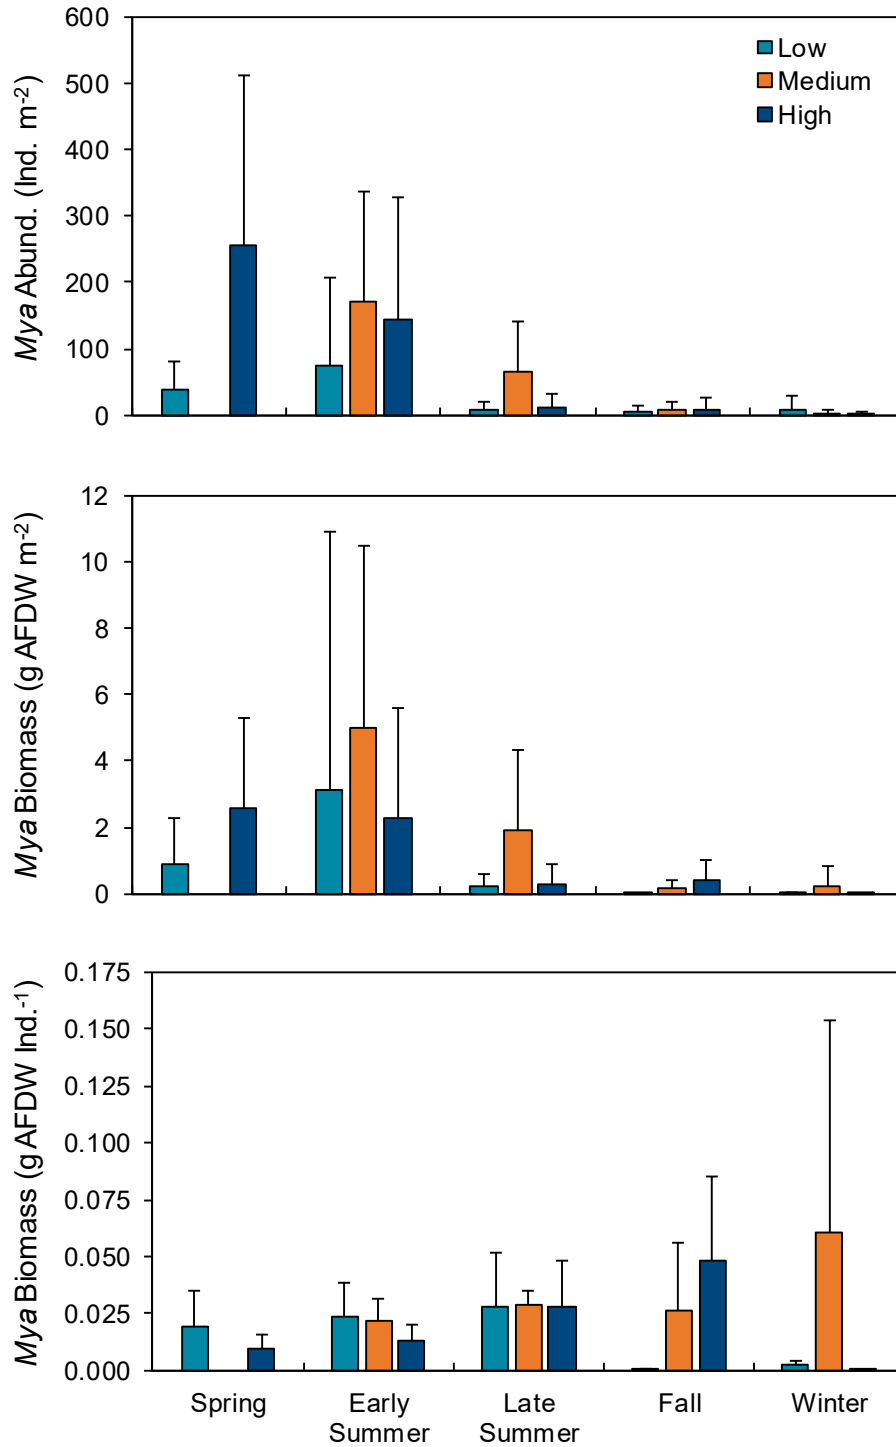 600
500
400
300
200
100
0
Mya Abund. (Ind. m⁻²)
Low
Medium
High
12
10
8
6
4
2
0
Mya Biomass (g AFDW m⁻²)
0.175
0.150
0.125
0.100
0.075
0.050
0.025
0.000
Mya Biomass (g AFDW Ind.⁻¹)
Spring
Early
Summer
Late
Summer
Fall
Winter